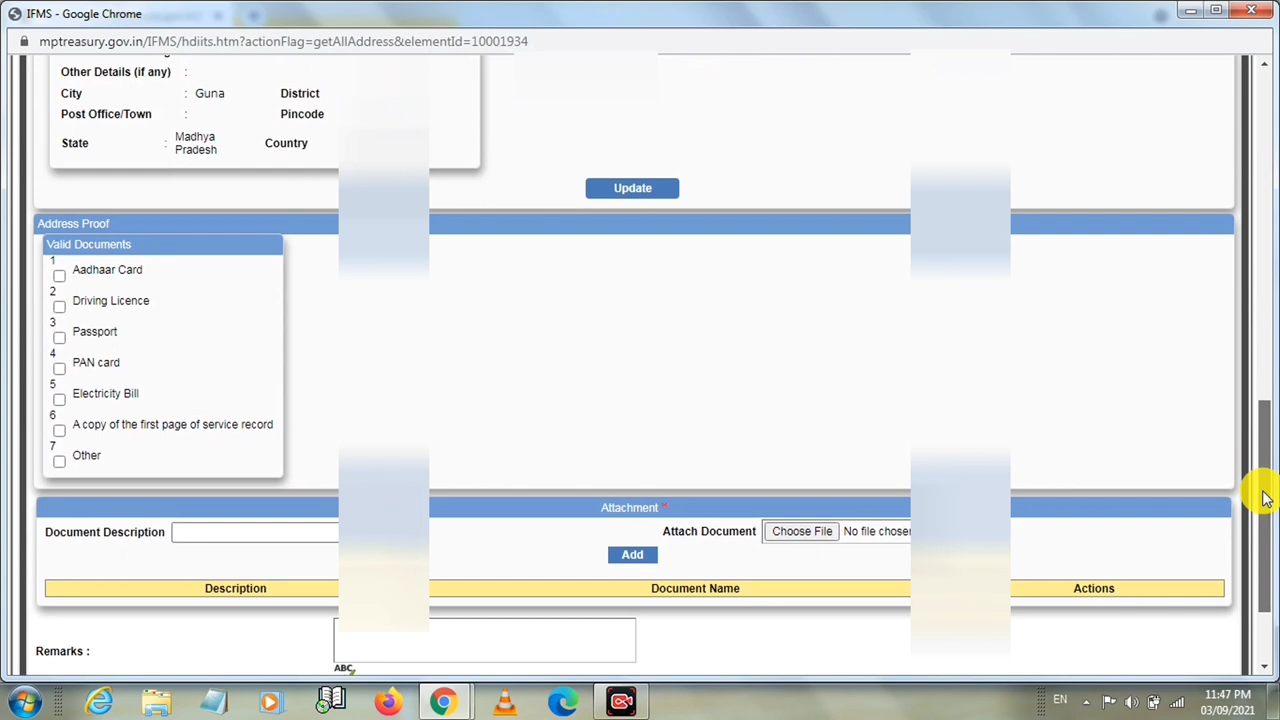 IFMS - Google Chrome
mptreasury.gov.in/IFMS/hdiits.htm?actionFlag=getAllAddress&elementId=10001934
Other Details (if any) :
City : Guna District
Post Office/Town : Pincode
State : Madhya Pradesh Country
Update
Address Proof
Valid Documents
1 Aadhaar Card
2 Driving Licence
3 Passport
4 PAN card
5 Electricity Bill
6 A copy of the first page of service record
7 Other
Attachment *
Document Description Attach Document Choose File No file chosen
Add
Description Document Name Actions
Remarks :
ABC
EN 11:47 PM
03/09/2021